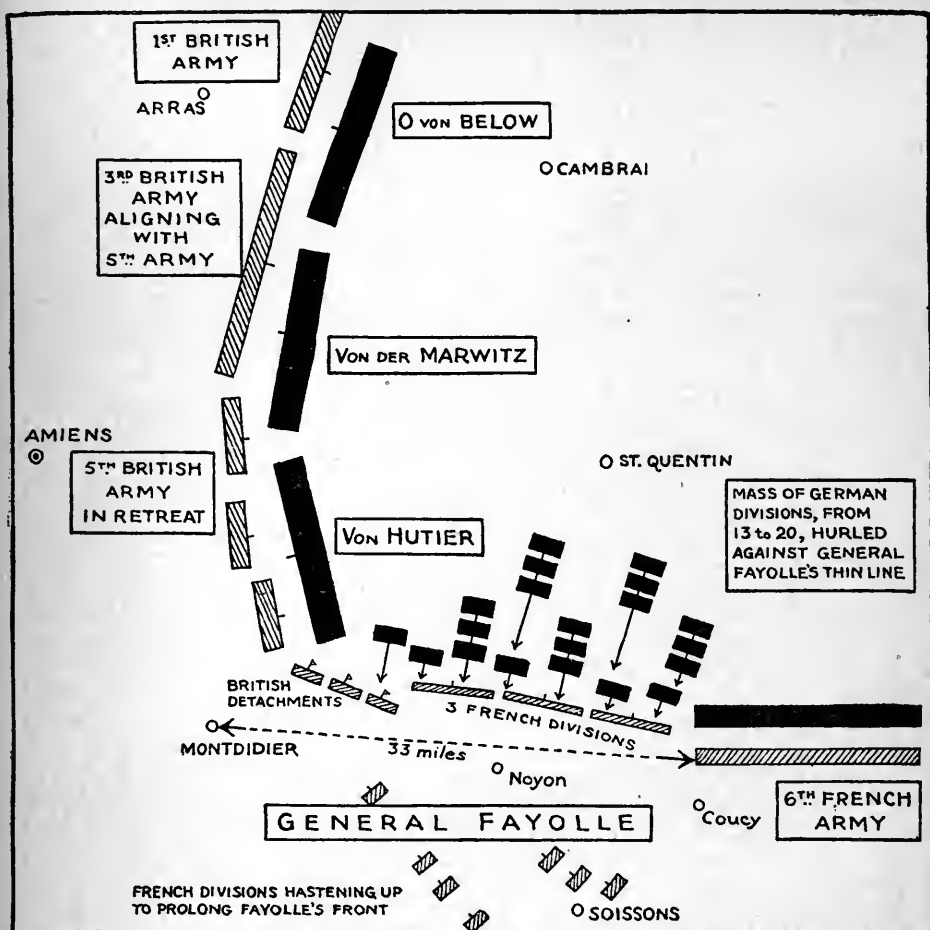 1ST BRITISH
ARMY
ARRAS
O VON BELOW
CAMBRAI
3RD BRITISH
ARMY
ALIGNING
WITH
5TH ARMY
VON DER MARWITZ
AMIENS
5TH BRITISH
ARMY
IN RETREAT
ST. QUENTIN
VON HUTIER
MASS OF GERMAN
DIVISIONS, FROM
13 to 20, HURLED
AGAINST GENERAL
FAYOLLE'S THIN LINE
BRITISH
DETACHMENTS
3 FRENCH DIVISIONS
MONTDIDIER
33 miles
Noyon
Coucy
6TH FRENCH
ARMY
GENERAL FAYOLLE
FRENCH DIVISIONS HASTENING UP
TO PROLONG FAYOLLE'S FRONT
SOISSONS